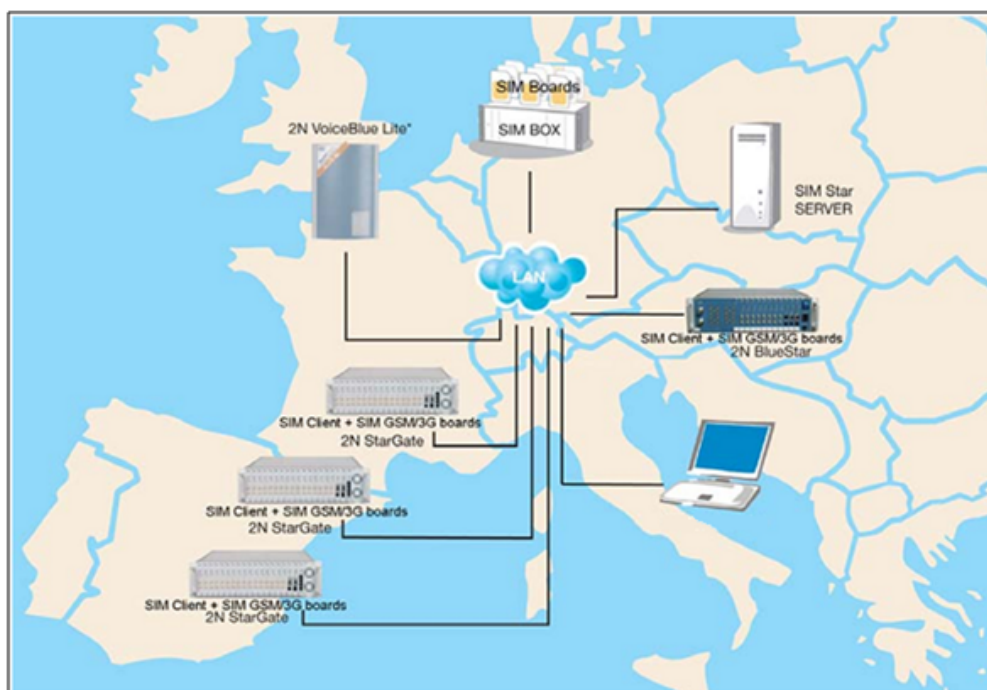 SIM Boards
SIM BOX
2N VoiceBlue Lite*
SIM Star
SERVER
LAN
SIM Client + SIM GSM/3G boards
2N BlueStar
SIM Client + SIM GSM/3G boards
2N StarGate
SIM Client + SIM GSM/3G boards
2N StarGate
SIM Client + SIM GSM/3G boards
2N StarGate